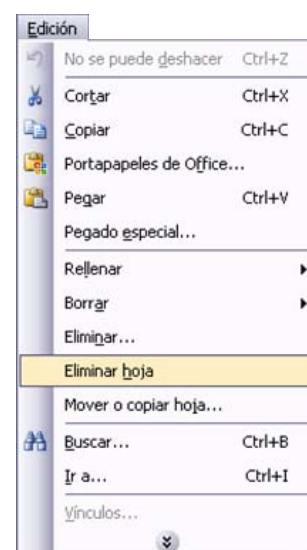 Edición
No se puede deshacer Ctrl+Z
Cortar Ctrl+X
Copiar Ctrl+C
Portapapeles de Office...
Pegar Ctrl+V
Pegado especial...
Rellenar
Borrar
Eliminar...
Eliminar hoja
Mover o copiar hoja...
Buscar... Ctrl+B
Ir a... Ctrl+I
Vínculos...